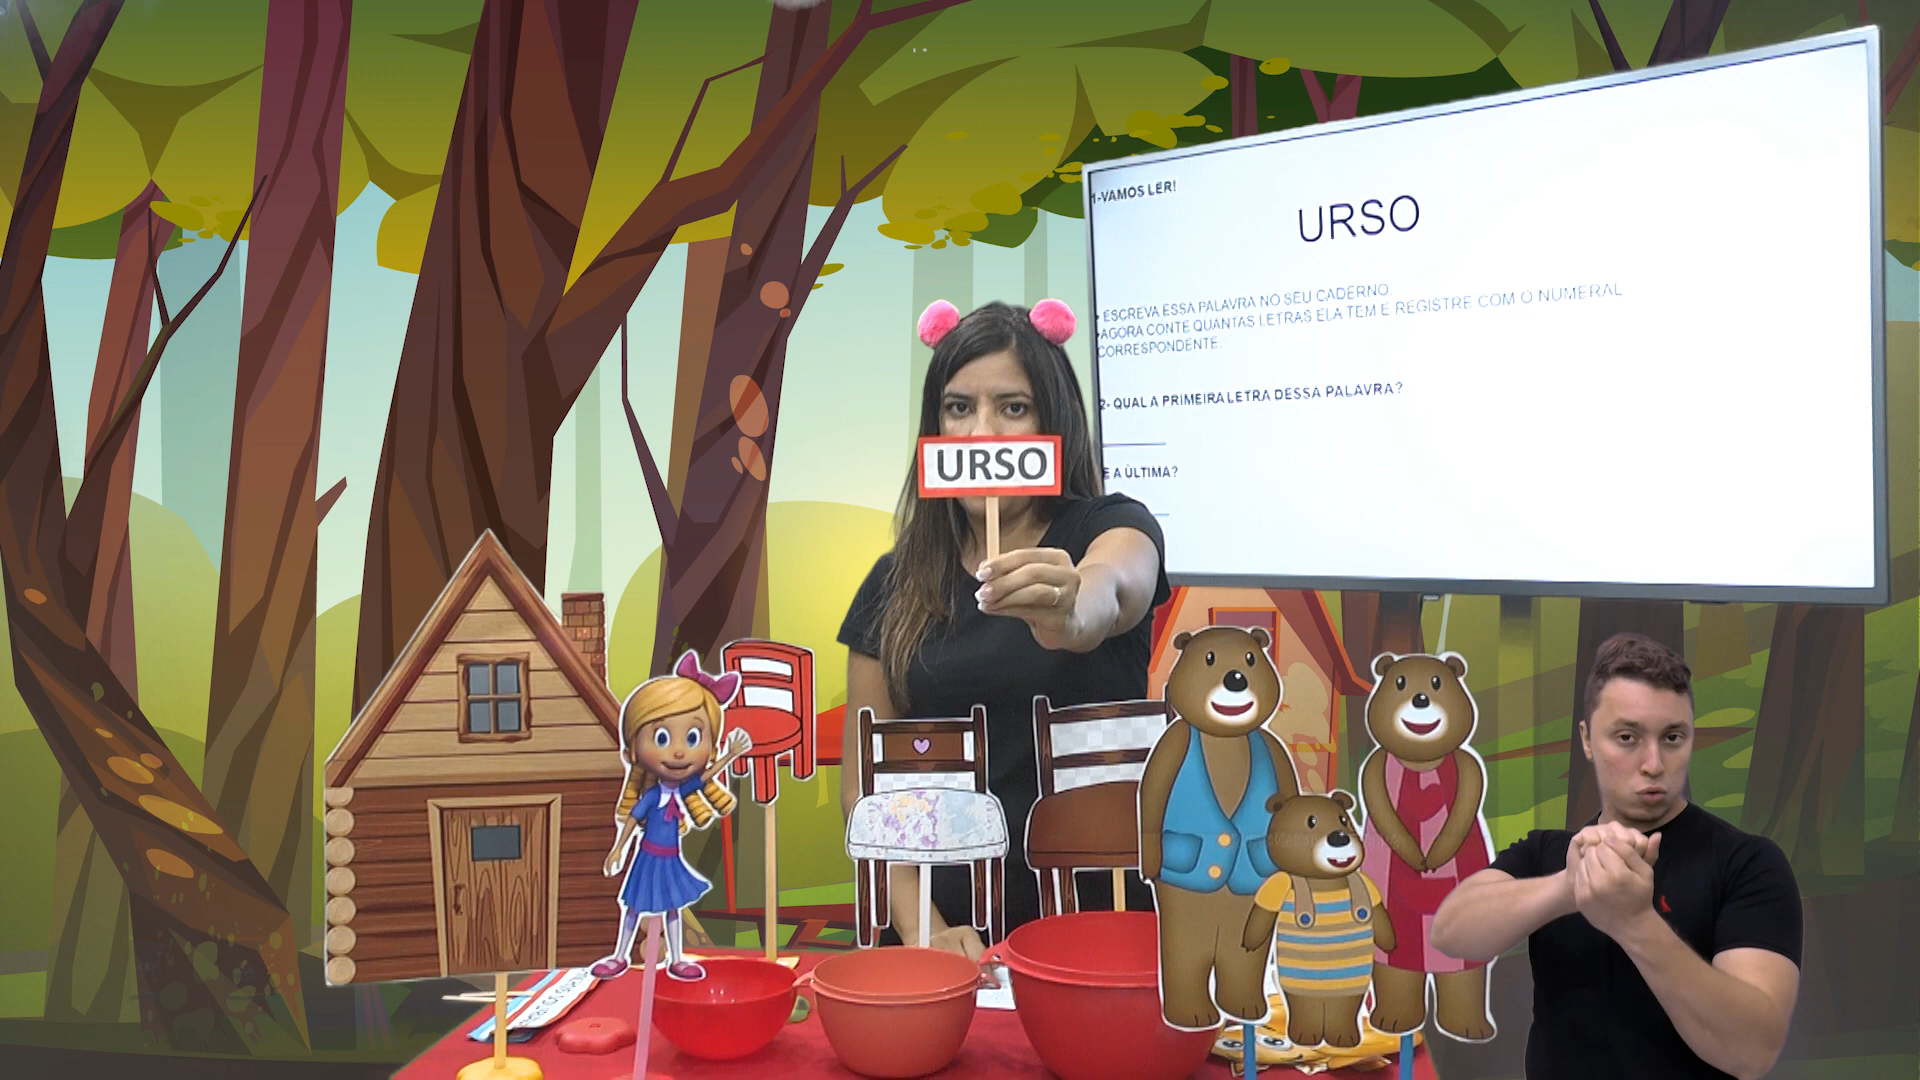 1-VAMOS LER!
URSO
• ESCREVA ESSA PALAVRA NO SEU CADERNO.
•AGORA CONTE QUANTAS LETRAS ELA TEM E REGISTRE COM O NUMERAL
CORRESPONDENTE.
2- QUAL A PRIMEIRA LETRA DESSA PALAVRA?
E A ÚLTIMA?
URSO